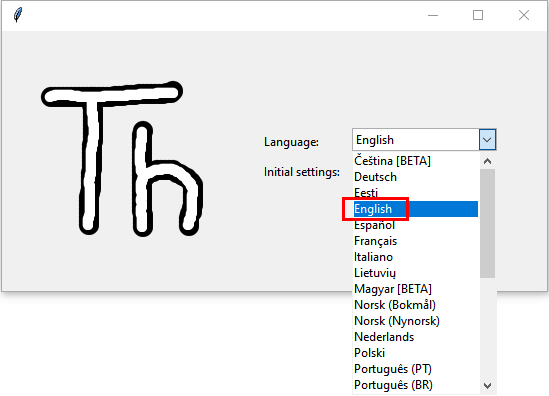 Th
Language:
English
Initial settings:
Čeština [BETA]
Deutsch
Eesti
English
Español
Français
Italiano
Lietuvių
Magyar [BETA]
Norsk (Bokmål)
Norsk (Nynorsk)
Nederlands
Polski
Português (PT)
Português (BR)